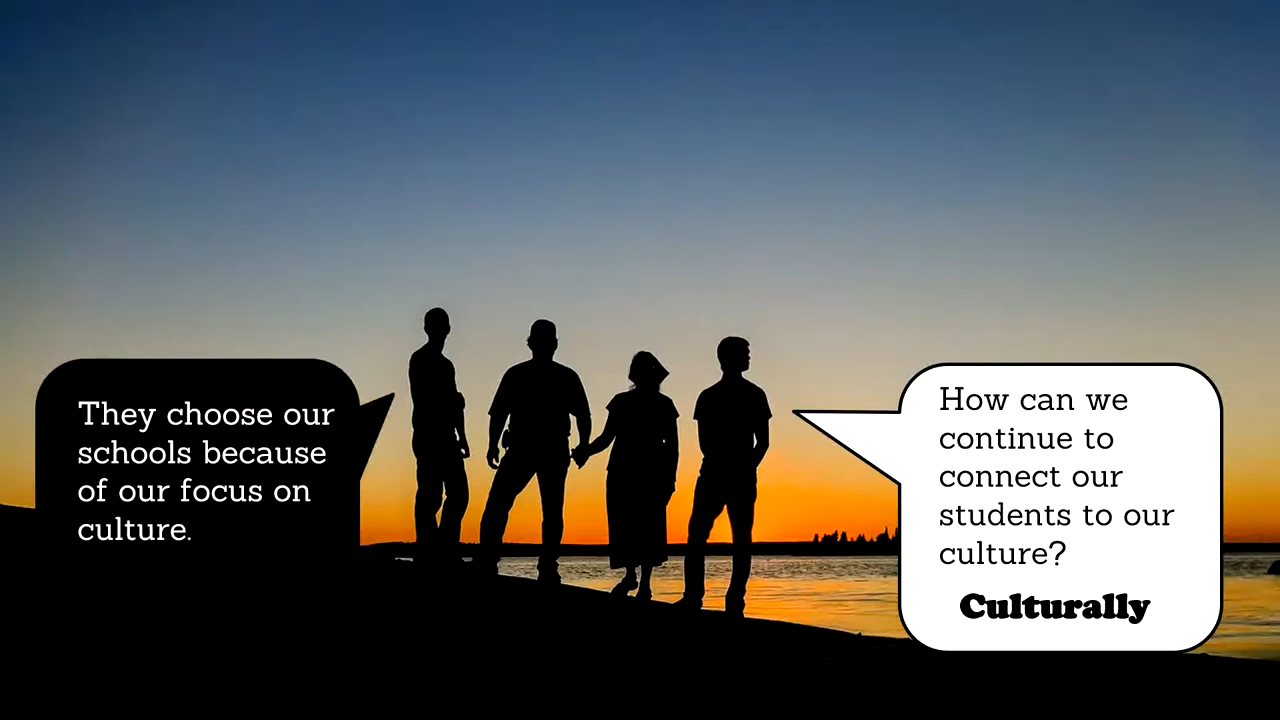 They choose our
schools because
of our focus on
culture.
How can we
continue to
connect our
students to our
culture?
Culturally